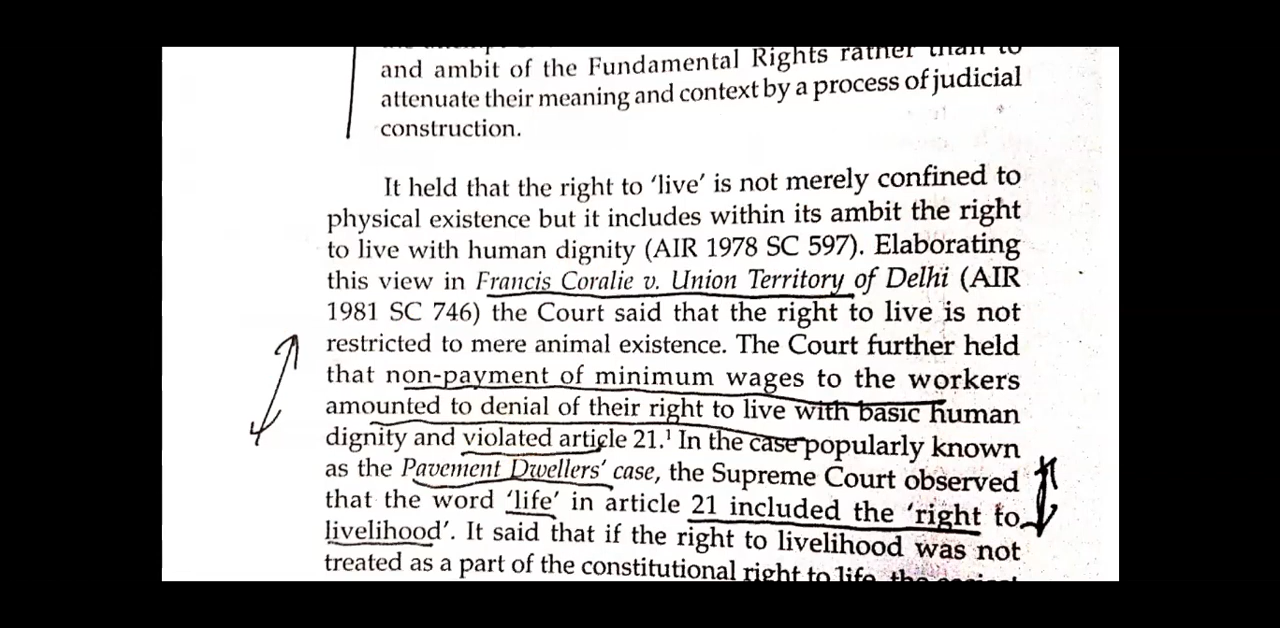 and ambit of the Fundamental Rights rather than to
attenuate their meaning and context by a process of judicial
construction.
It held that the right to ‘live’ is not merely confined to
physical existence but it includes within its ambit the right
to live with human dignity (AIR 1978 SC 597). Elaborating
this view in Francis Coralie v. Union Territory of Delhi (AIR
1981 SC 746) the Court said that the right to live is not
restricted to mere animal existence. The Court further held
that non-payment of minimum wages to the workers
amounted to denial of their right to live with basic human
dignity and violated article 21.¹ In the case popularly known
as the Pavement Dwellers’ case, the Supreme Court observed
that the word ‘life’ in article 21 included the ‘right to
livelihood’. It said that if the right to livelihood was not
treated as a part of the constitutional right to life, the